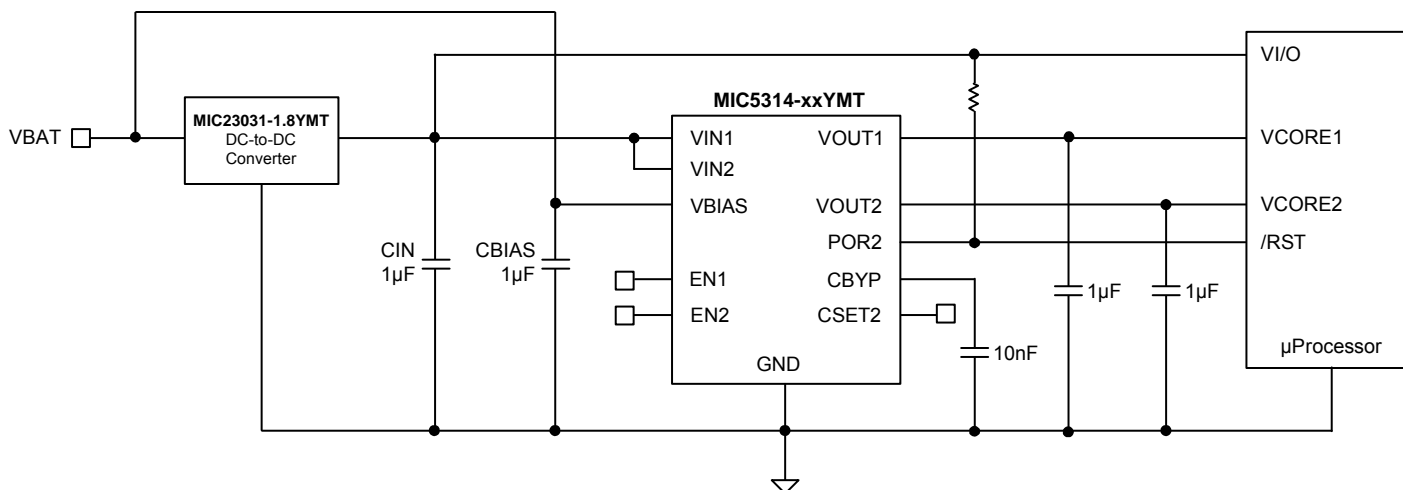 VBAT
MIC23031-1.8YMT
DC-to-DC
Converter
CIN
1µF
CBIAS
1µF
MIC5314-xxYMT
VIN1
VIN2
VBIAS
EN1
EN2
VOUT1
VOUT2
POR2
CBYP
CSET2
GND
10nF
1µF
1µF
VI/O
VCORE1
VCORE2
/RST
µProcessor